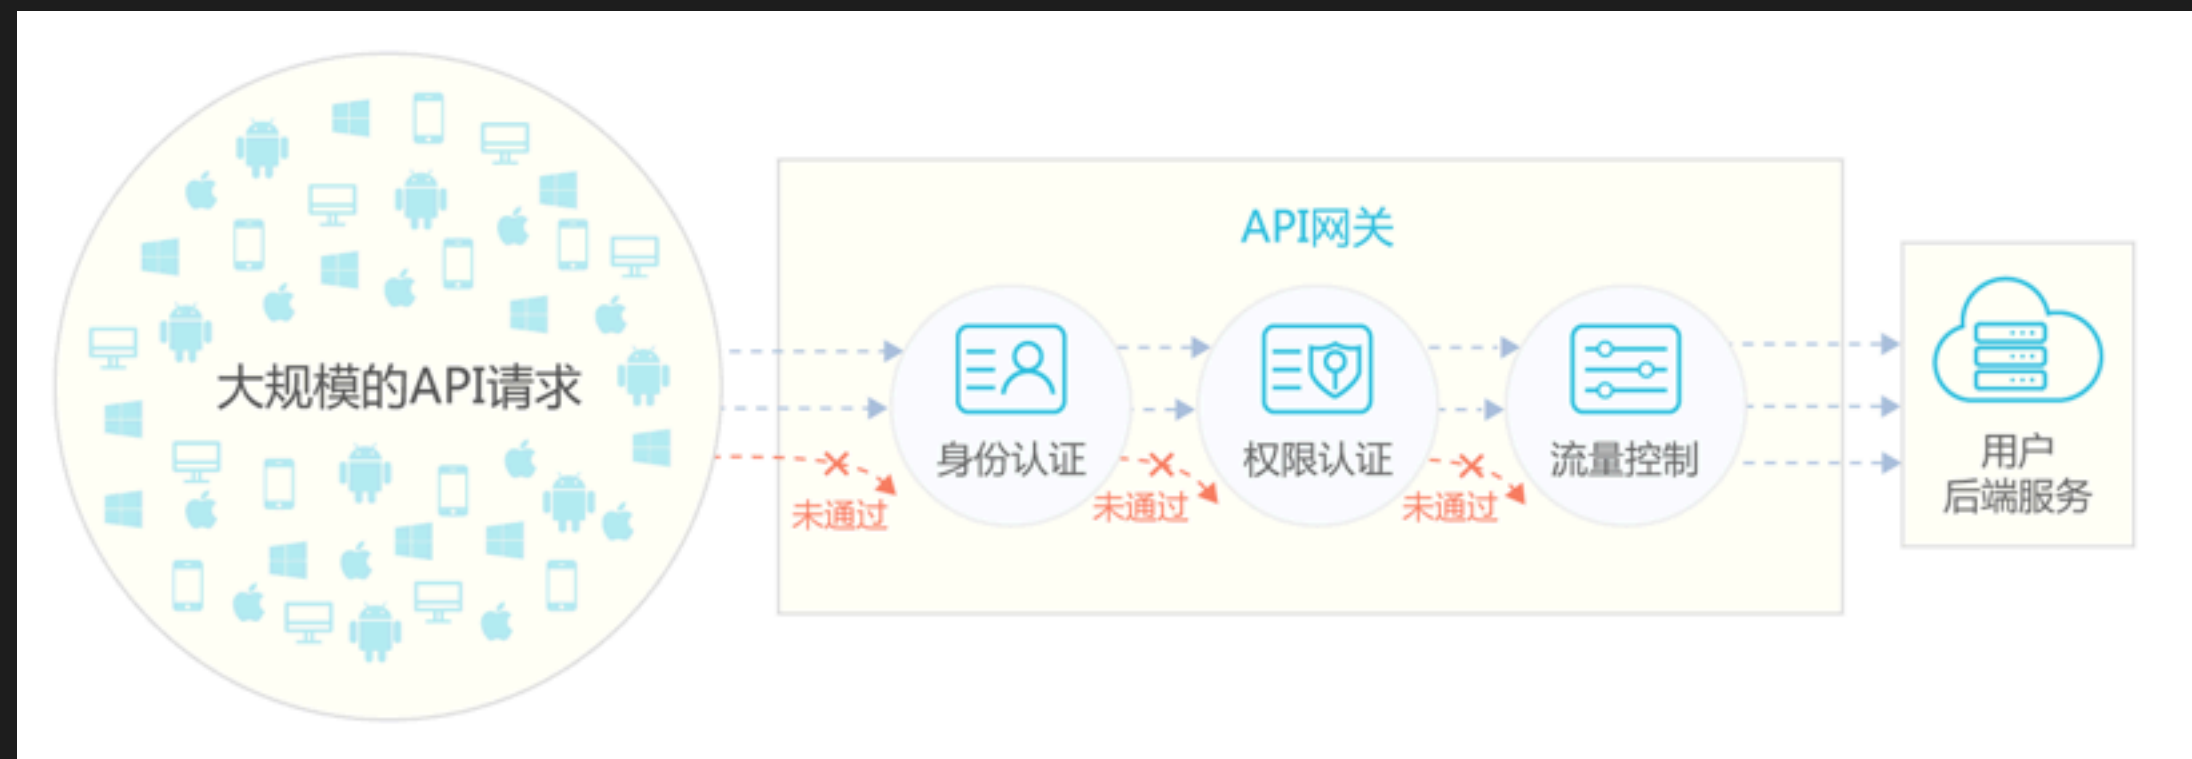 大规模的API请求
API网关
身份认证
权限认证
流量控制
未通过
未通过
未通过
用户
后端服务